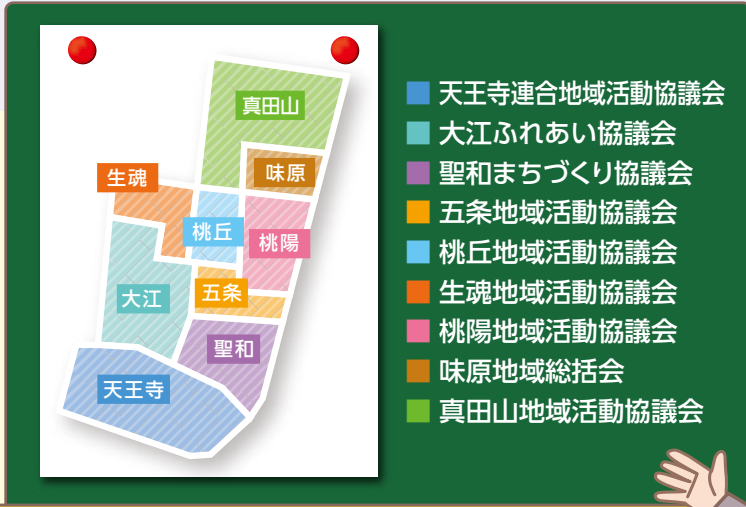 真田山
味原
生魂
桃丘
桃陽
大江
五条
聖和
天王寺
天王寺連合地域活動協議会
大江ふれあい協議会
聖和まちづくり協議会
五条地域活動協議会
桃丘地域活動協議会
生魂地域活動協議会
桃陽地域活動協議会
味原地域総括会
真田山地域活動協議会